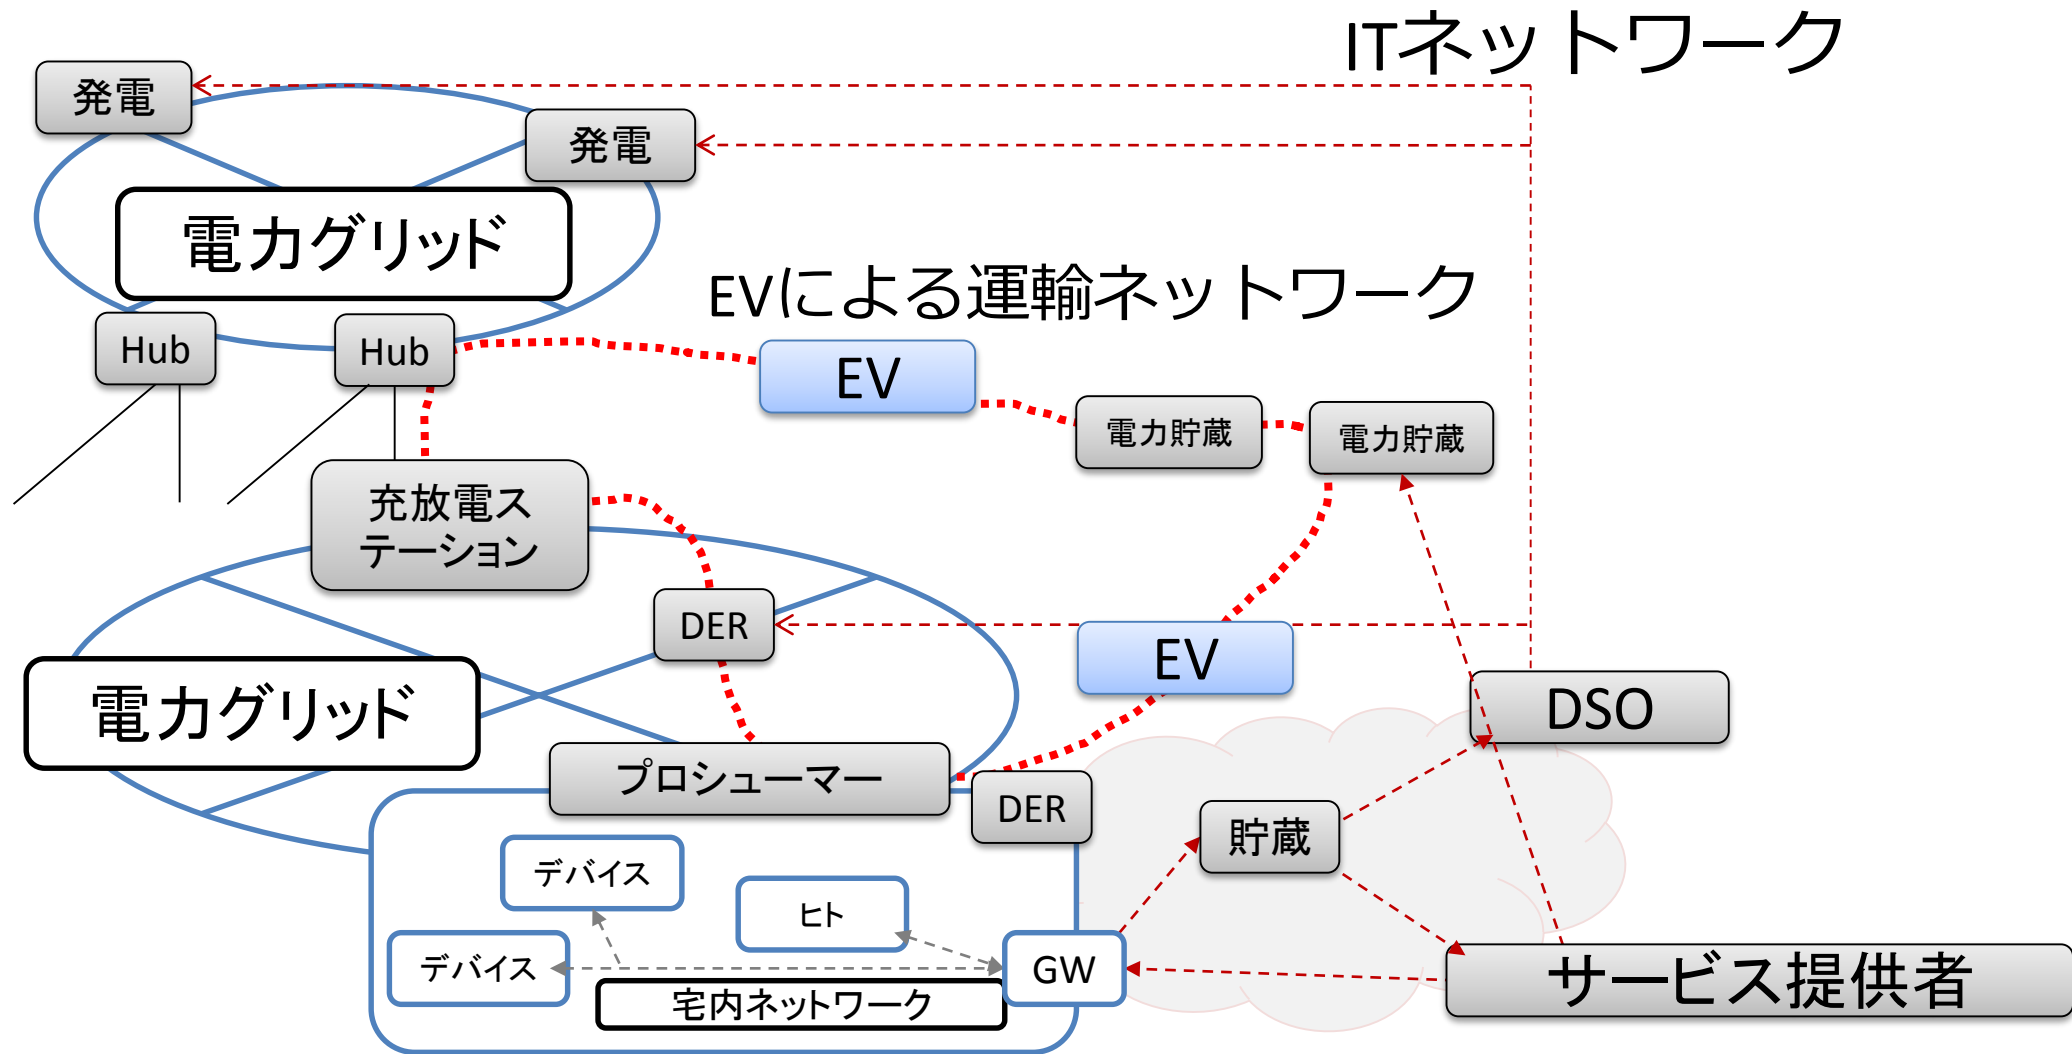 ITネットワーク
発電
発電
電力グリッド
EVによる運輸ネットワーク
Hub
Hub
EV
電力貯蔵
電力貯蔵
充放電ス
テーション
DER
EV
電力グリッド
DSO
プロシューマー
DER
貯蔵
デバイス
ヒト
デバイス
GW
サービス提供者
宅内ネットワーク